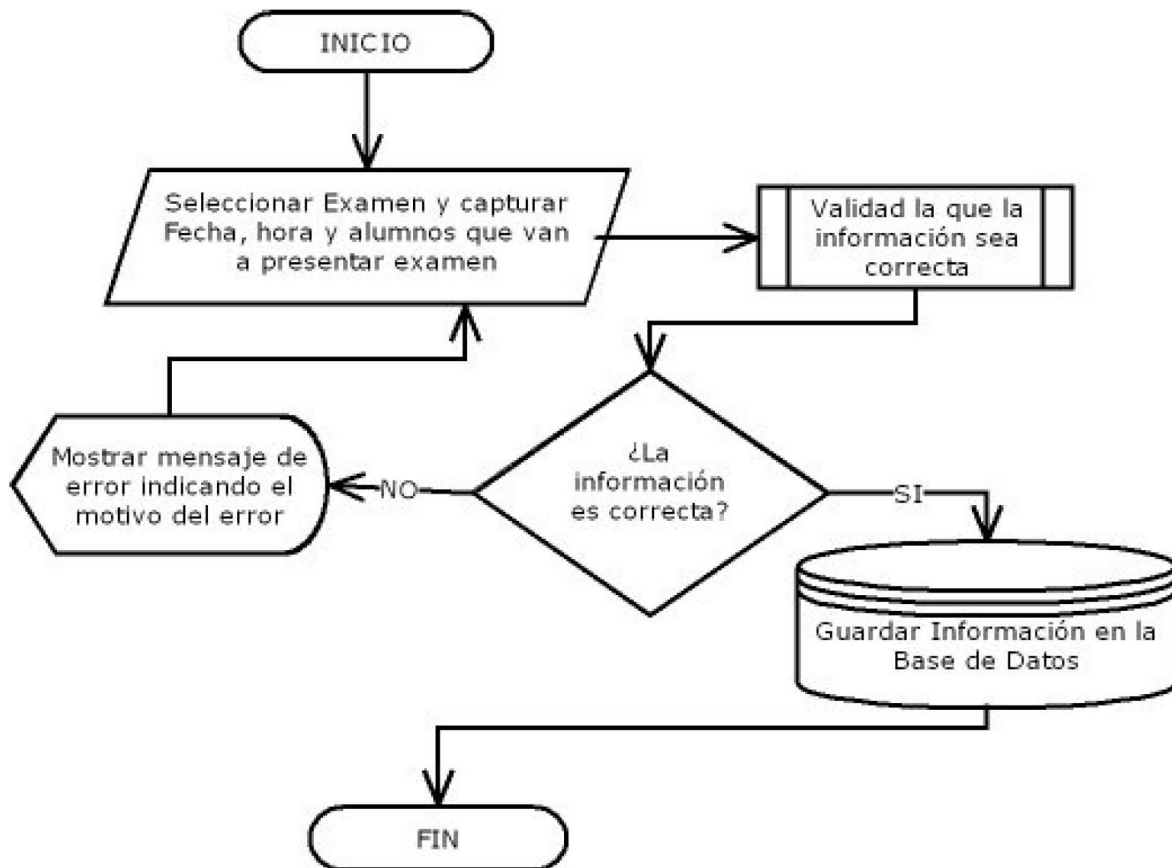 INICIO
Seleccionar Examen y capturar
Fecha, hora y alumnos que van
a presentar examen
Validad la que la
información sea
correcta
¿La
información
es correcta?
NO
Mostrar mensaje de
error indicando el
motivo del error
SI
Guardar Información en la
Base de Datos
FIN